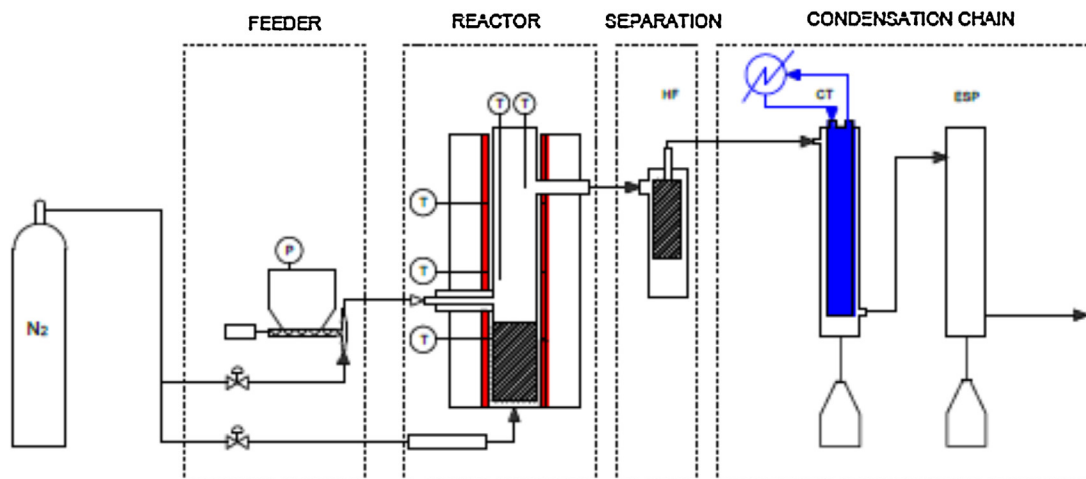 FEEDER
REACTOR
SEPARATION
CONDENSATION CHAIN
HF
CT
ESP
T T
T
P
T
N2
T